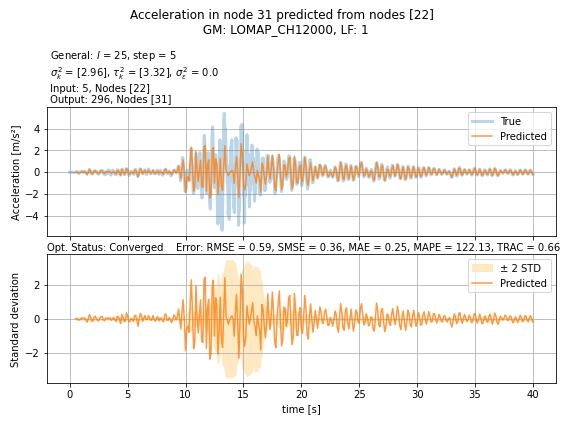 Acceleration in node 31 predicted from nodes [22]
GM: LOMAP_CH12000, LF: 1
General: l = 25, step = 5
σ²ₖ = [2.96], τ²ₖ = [3.32], σ²ε = 0.0
Input: 5, Nodes [22]
Output: 296, Nodes [31]
Acceleration [m/s²]
4
2
0
−2
−4
True
Predicted
Opt. Status: Converged Error: RMSE = 0.59, SMSE = 0.36, MAE = 0.25, MAPE = 122.13, TRAC = 0.66
Standard deviation
2
0
−2
± 2 STD
Predicted
0 5 10 15 20 25 30 35 40
time [s]